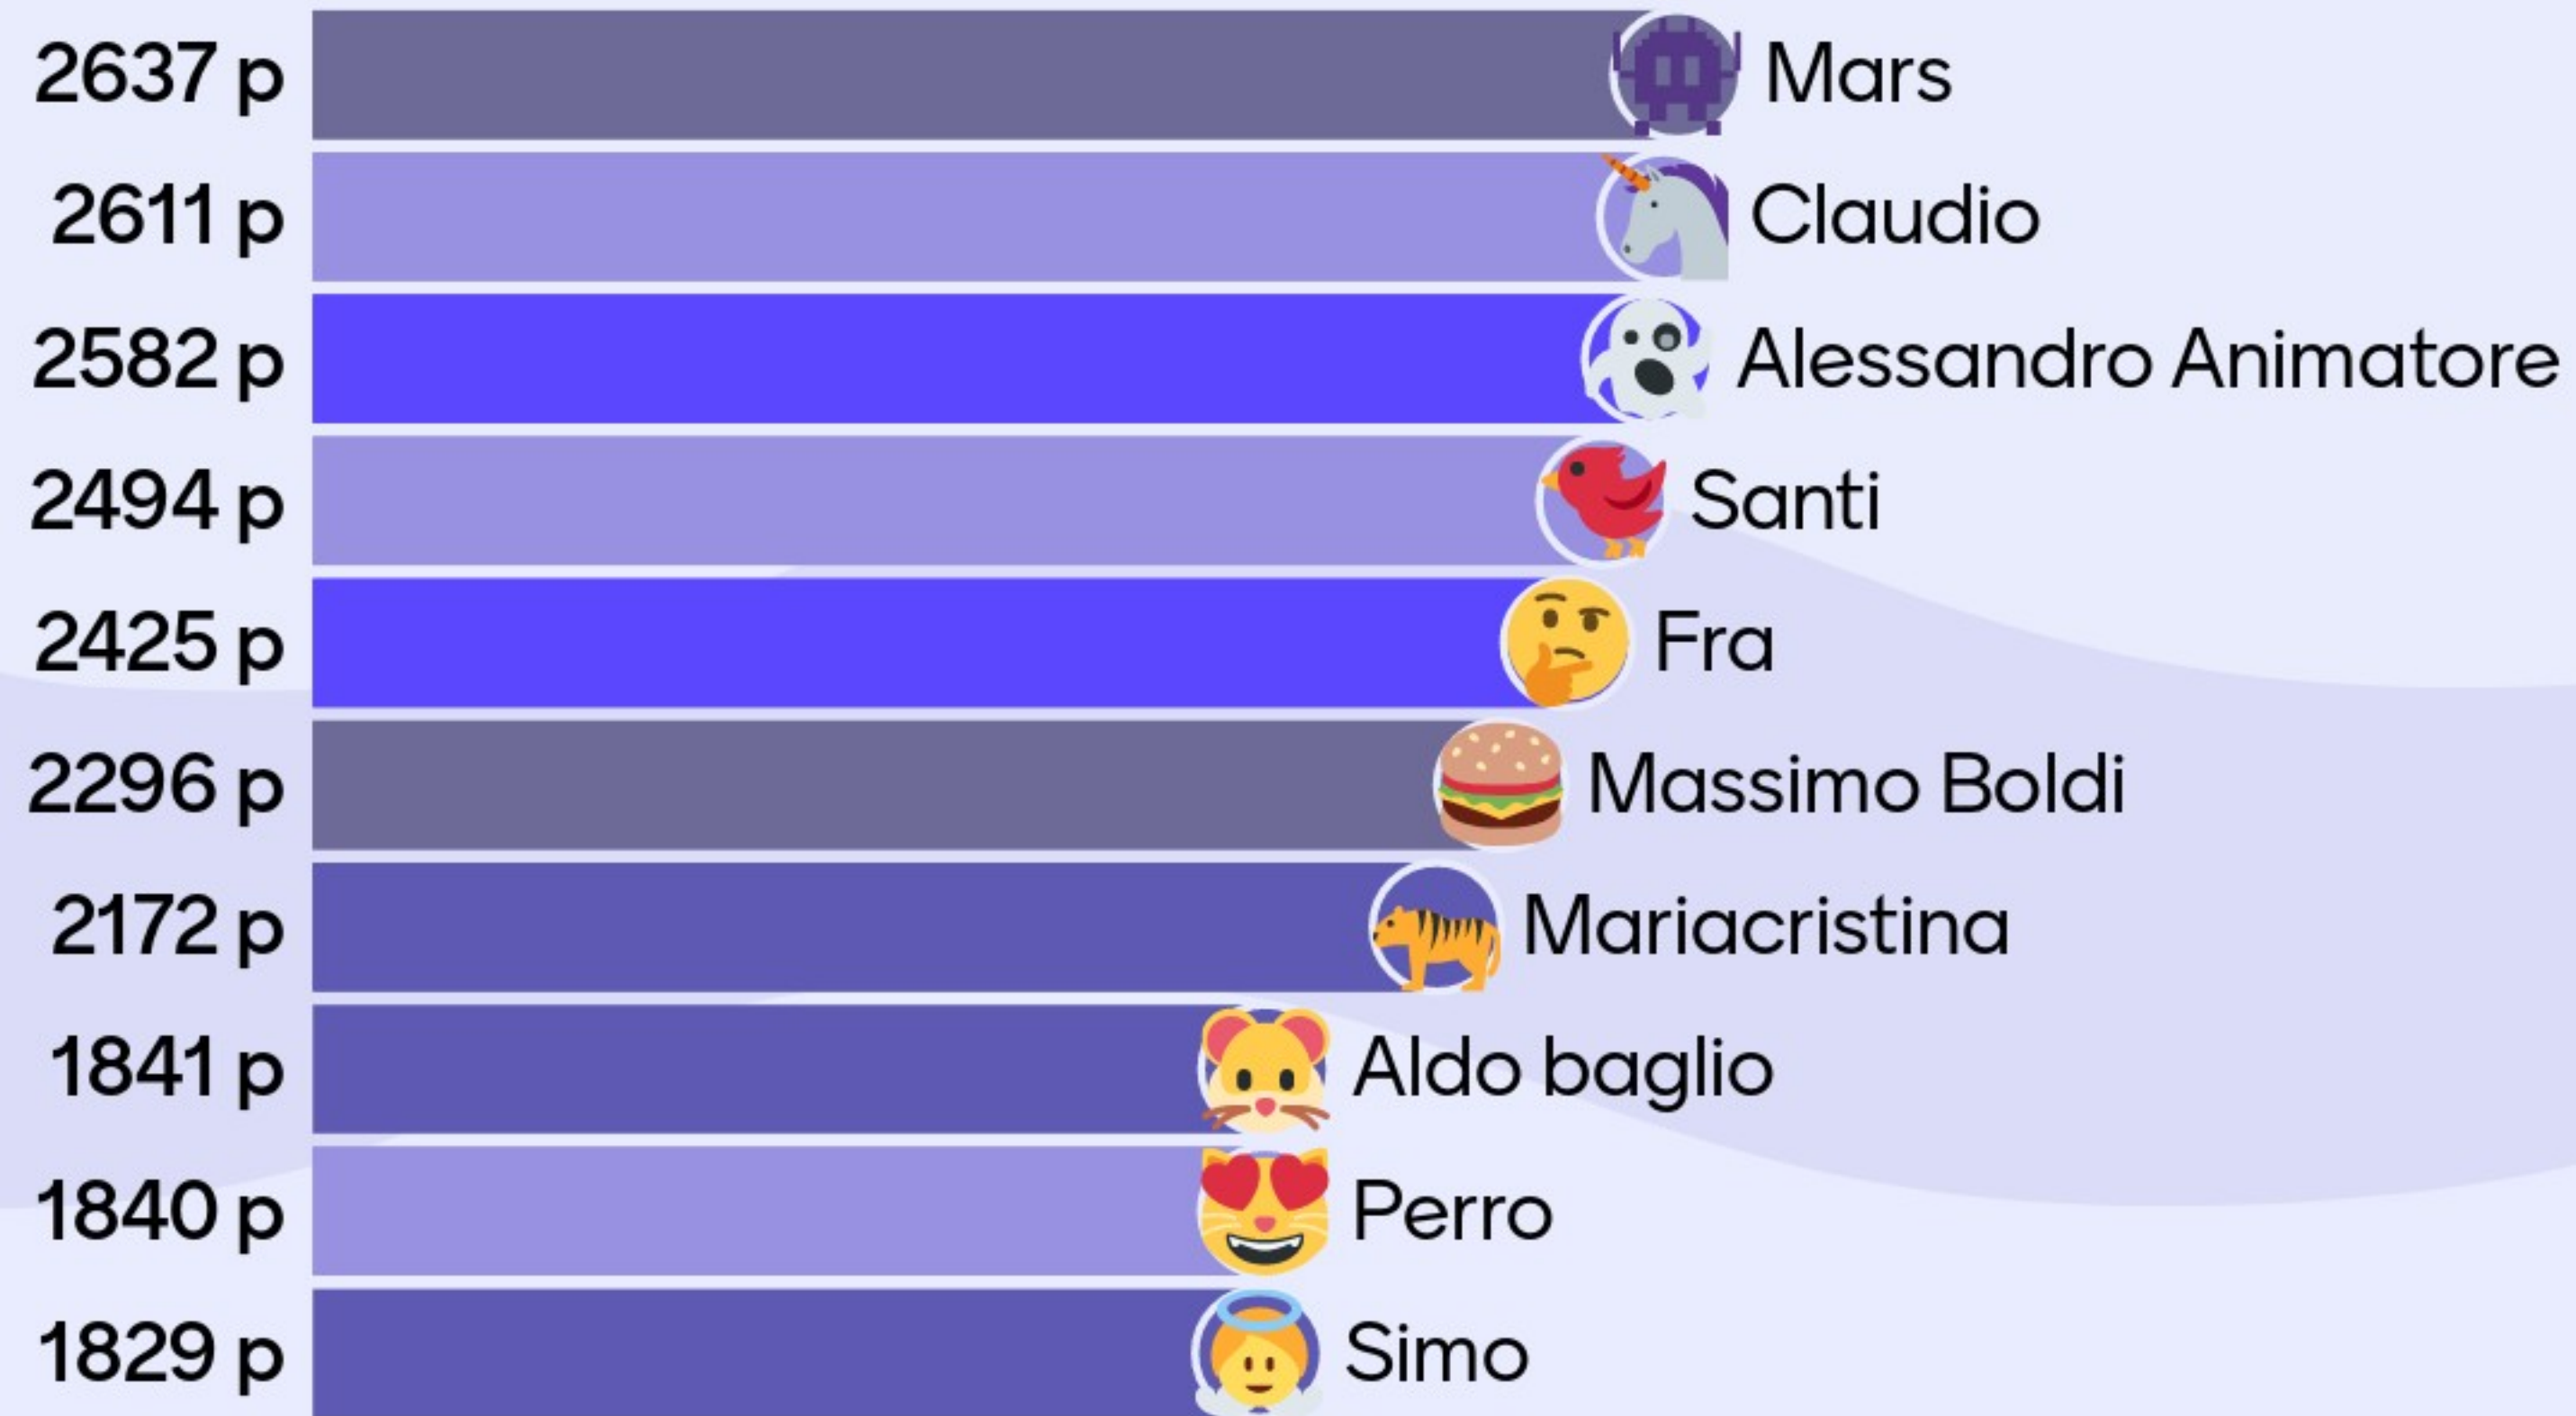 2637 p Mars
2611 p Claudio
2582 p Alessandro Animatore
2494 p Santi
2425 p Fra
2296 p Massimo Boldi
2172 p Mariacristina
1841 p Aldo baglio
1840 p Perro
1829 p Simo